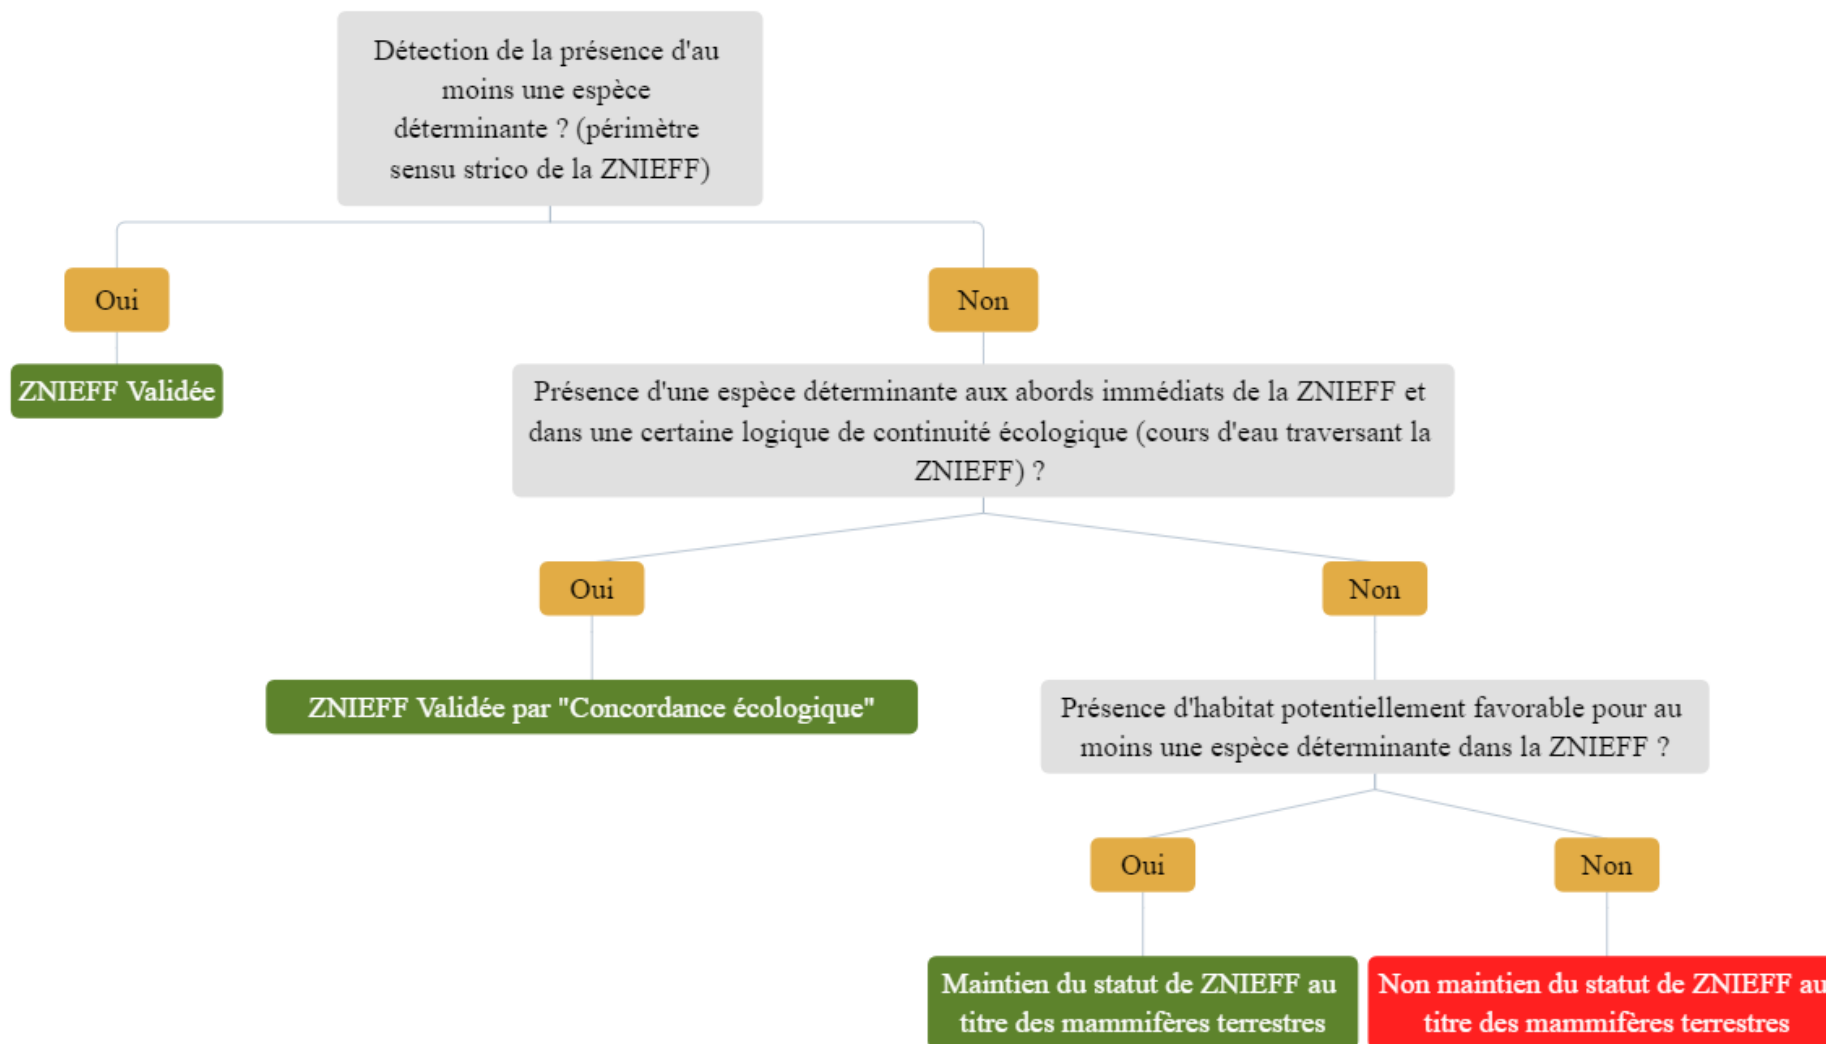 Détection de la présence d'au
moins une espèce
déterminante ? (périmètre
sensu strico de la ZNIEFF)
Oui
Non
ZNIEFF Validée
Présence d'une espèce déterminante aux abords immédiats de la ZNIEFF et
dans une certaine logique de continuité écologique (cours d'eau traversant la
ZNIEFF) ?
Oui
Non
ZNIEFF Validée par "Concordance écologique"
Présence d'habitat potentiellement favorable pour au
moins une espèce déterminante dans la ZNIEFF ?
Oui
Non
Maintien du statut de ZNIEFF au
titre des mammifères terrestres
Non maintien du statut de ZNIEFF au
titre des mammifères terrestres